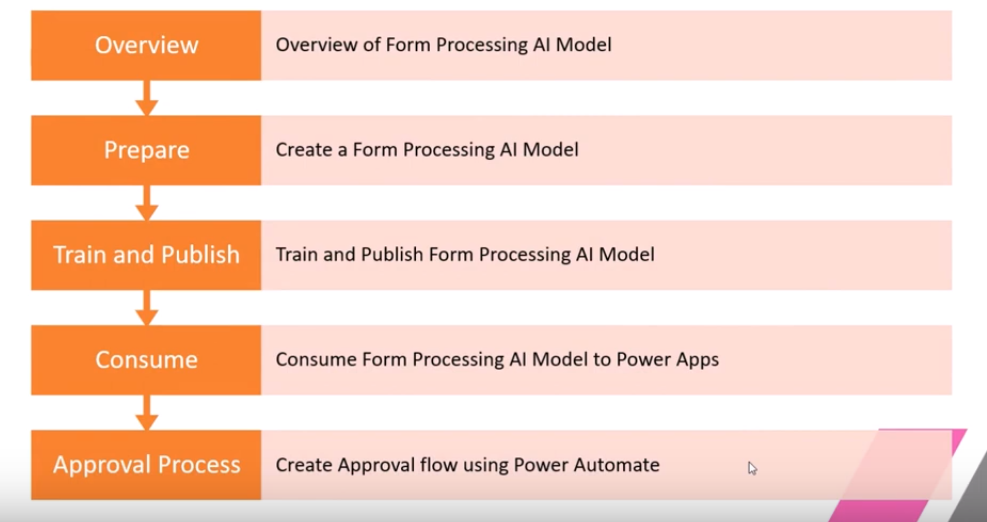 Overview
Overview of Form Processing AI Model
Prepare
Create a Form Processing AI Model
Train and Publish
Train and Publish Form Processing AI Model
Consume
Consume Form Processing AI Model to Power Apps
Approval Process
Create Approval flow using Power Automate